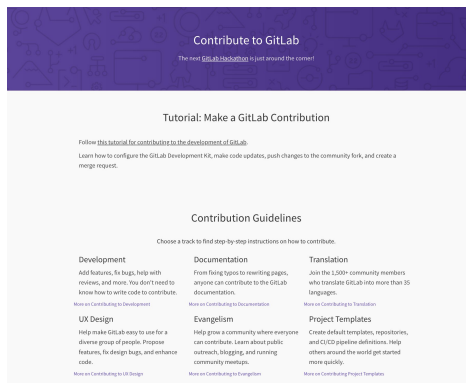 Contribute to GitLab
The next GitLab Hackathon is just around the corner!
Tutorial: Make a GitLab Contribution
Follow this tutorial for contributing to the development of GitLab.
Learn how to configure the GitLab Development Kit, make code updates, push changes to the community fork, and create a
merge request.
Contribution Guidelines
Choose a track to find step-by-step instructions on how to contribute.
Development
Add features, fix bugs, help with
reviews, and more. You don't need to
know how to write code to contribute.
More on Contributing to Development
Documentation
From fixing typos to rewriting pages,
anyone can contribute to the GitLab
documentation.
More on Contributing to Documentation
Translation
Join the 1,500+ community members
who translate GitLab into more than 35
languages.
More on Contributing to Translation
UX Design
Help make GitLab easy to use for a
diverse group of people. Propose
features, fix design bugs, and enhance
code.
More on Contributing to UX Design
Evangelism
Help grow a community where everyone
can contribute. Learn about public
outreach, blogging, and running
community meetups.
More on Contributing to Evangelism
Project Templates
Create default templates, repositories,
and CI/CD pipeline definitions. Help
others around the world get started
more quickly.
More on Contributing Project Templates